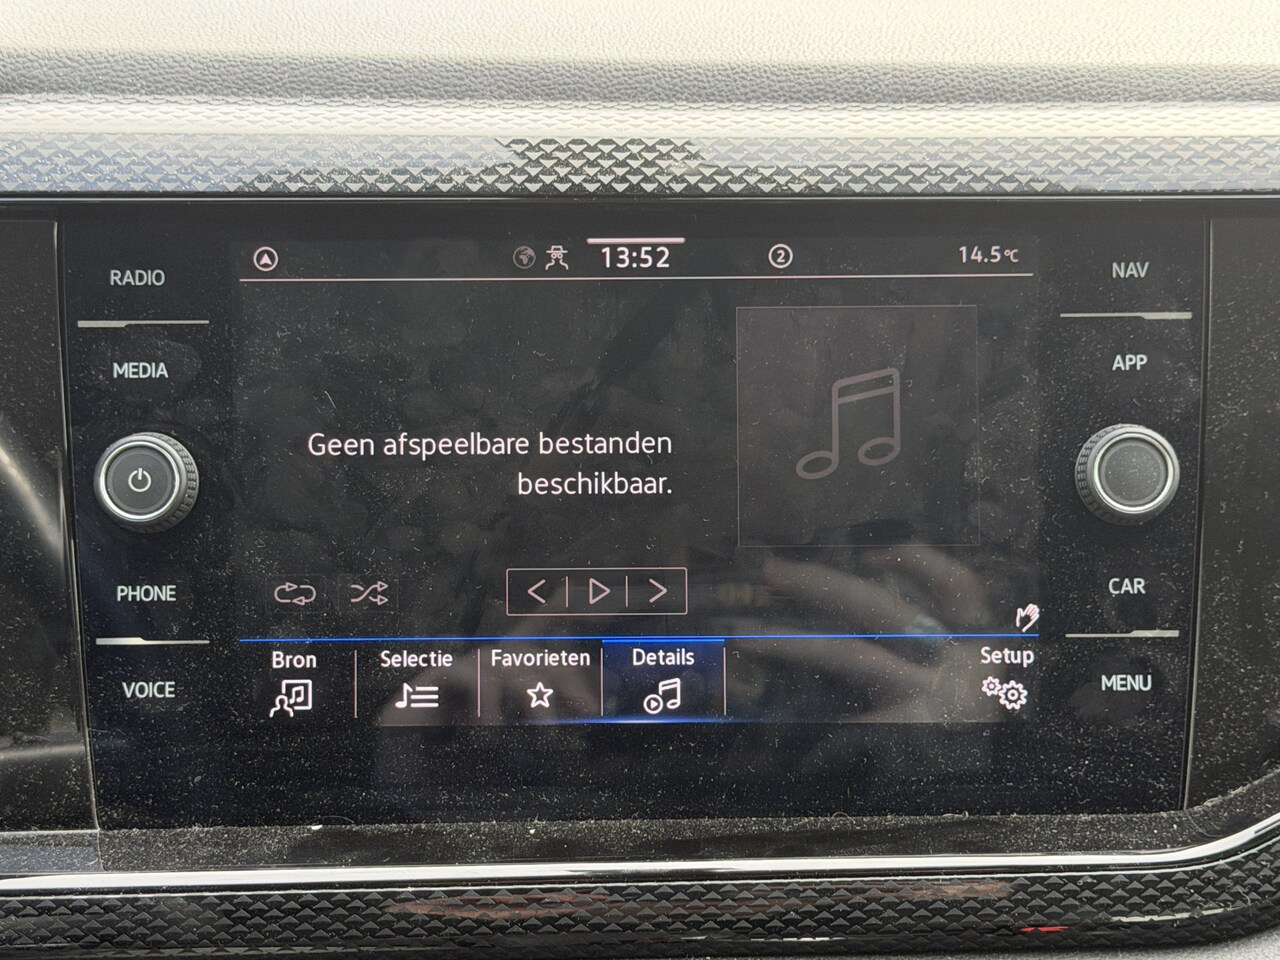 RADIO
MEDIA
PHONE
VOICE
13:52
2
14.5°C
Geen afspeelbare bestanden
beschikbaar.
Bron
Selectie
Favorieten
Details
Setup
NAV
APP
CAR
MENU